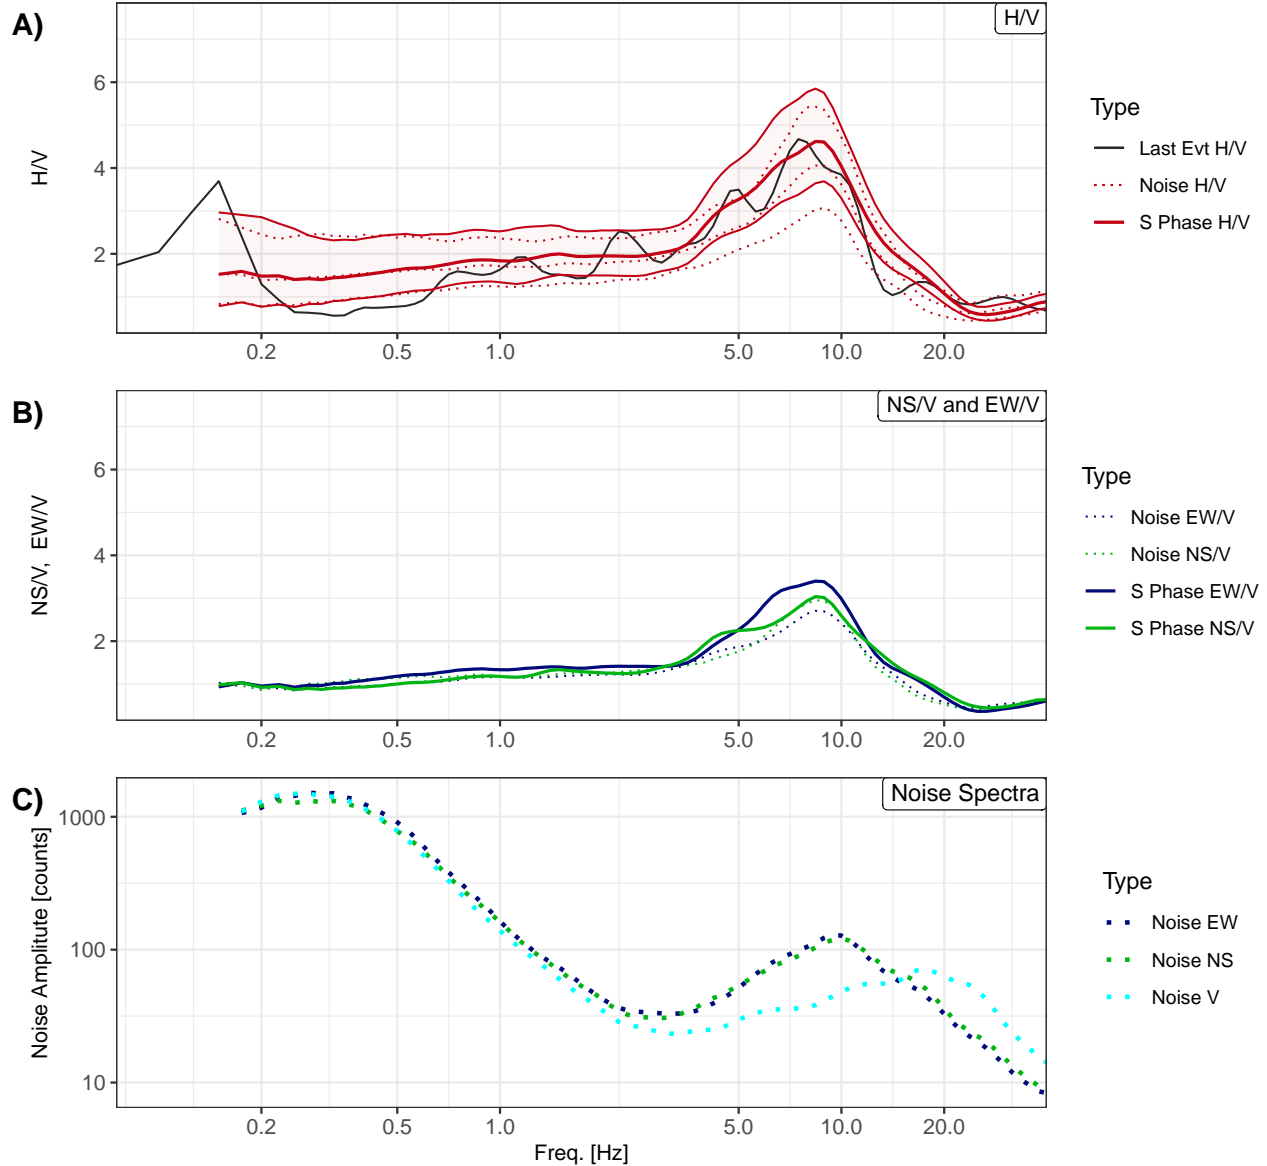 A)
H/V
6
4
2
H/V
0.2 0.5 1.0 5.0 10.0 20.0
Type
Last Evt H/V
Noise H/V
S Phase H/V
B)
NS/V and EW/V
6
4
2
NS/V,  EW/V
0.2 0.5 1.0 5.0 10.0 20.0
Type
Noise EW/V
Noise NS/V
S Phase EW/V
S Phase NS/V
C)
Noise Spectra
1000
100
10
Noise Amplitute [counts]
0.2 0.5 1.0 5.0 10.0 20.0
Freq. [Hz]
Type
Noise EW
Noise NS
Noise V